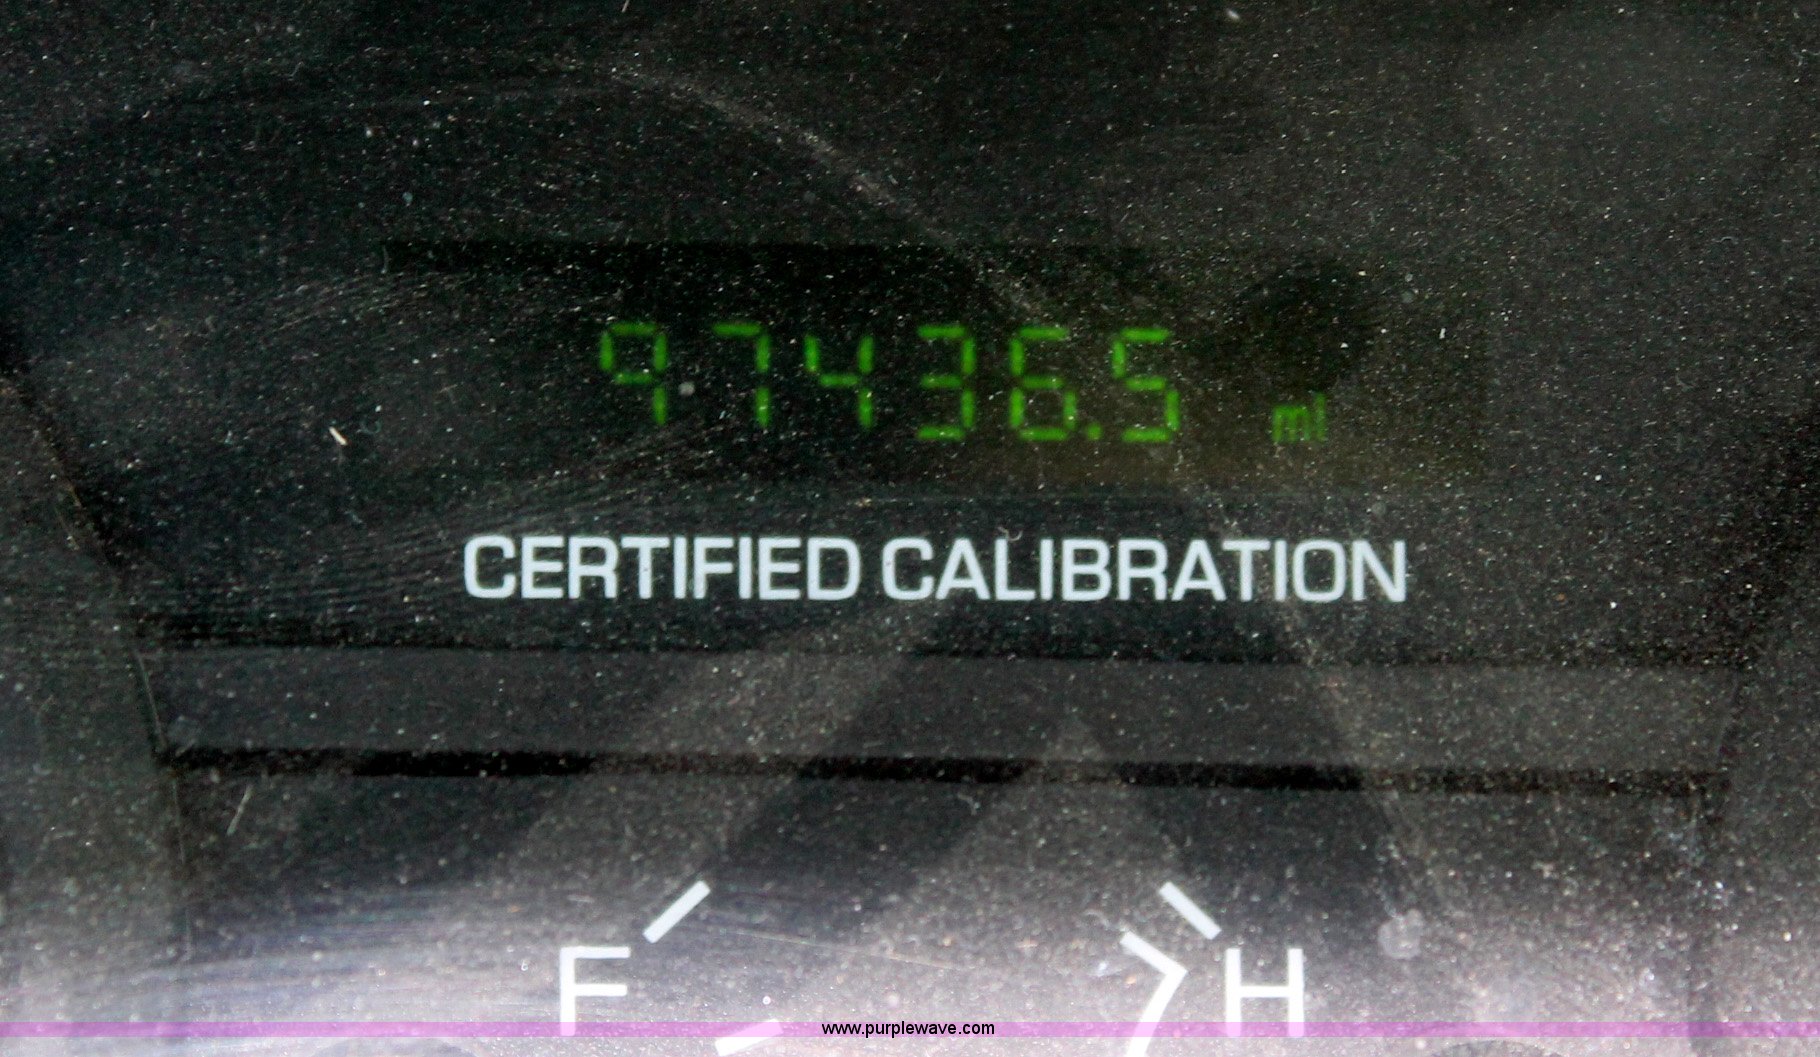 97436.5 mi
CERTIFIED CALIBRATION
F H
www.purplewave.com